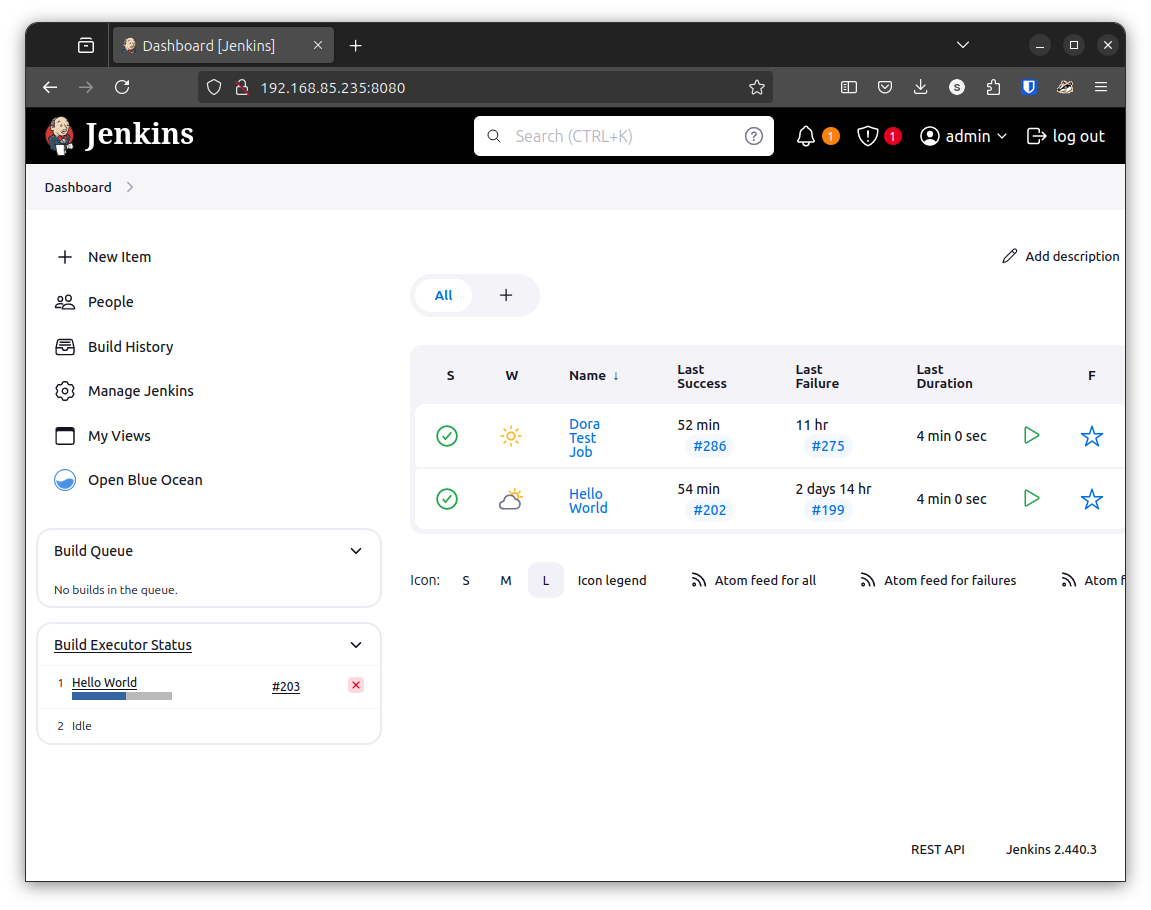 Dashboard [Jenkins]
192.168.85.235:8080
Jenkins
Search (CTRL+K)
1
1
admin
log out
Dashboard
New Item
People
Build History
Manage Jenkins
My Views
Open Blue Ocean
Build Queue
No builds in the queue.
Build Executor Status
1 Hello World #203
2 Idle
Add description
All
S W Name ↓ Last Success Last Failure Last Duration F
Dora Test Job 52 min #286 11 hr #275 4 min 0 sec
Hello World 54 min #202 2 days 14 hr #199 4 min 0 sec
Icon: S M L Icon legend Atom feed for all Atom feed for failures Atom f
REST API Jenkins 2.440.3